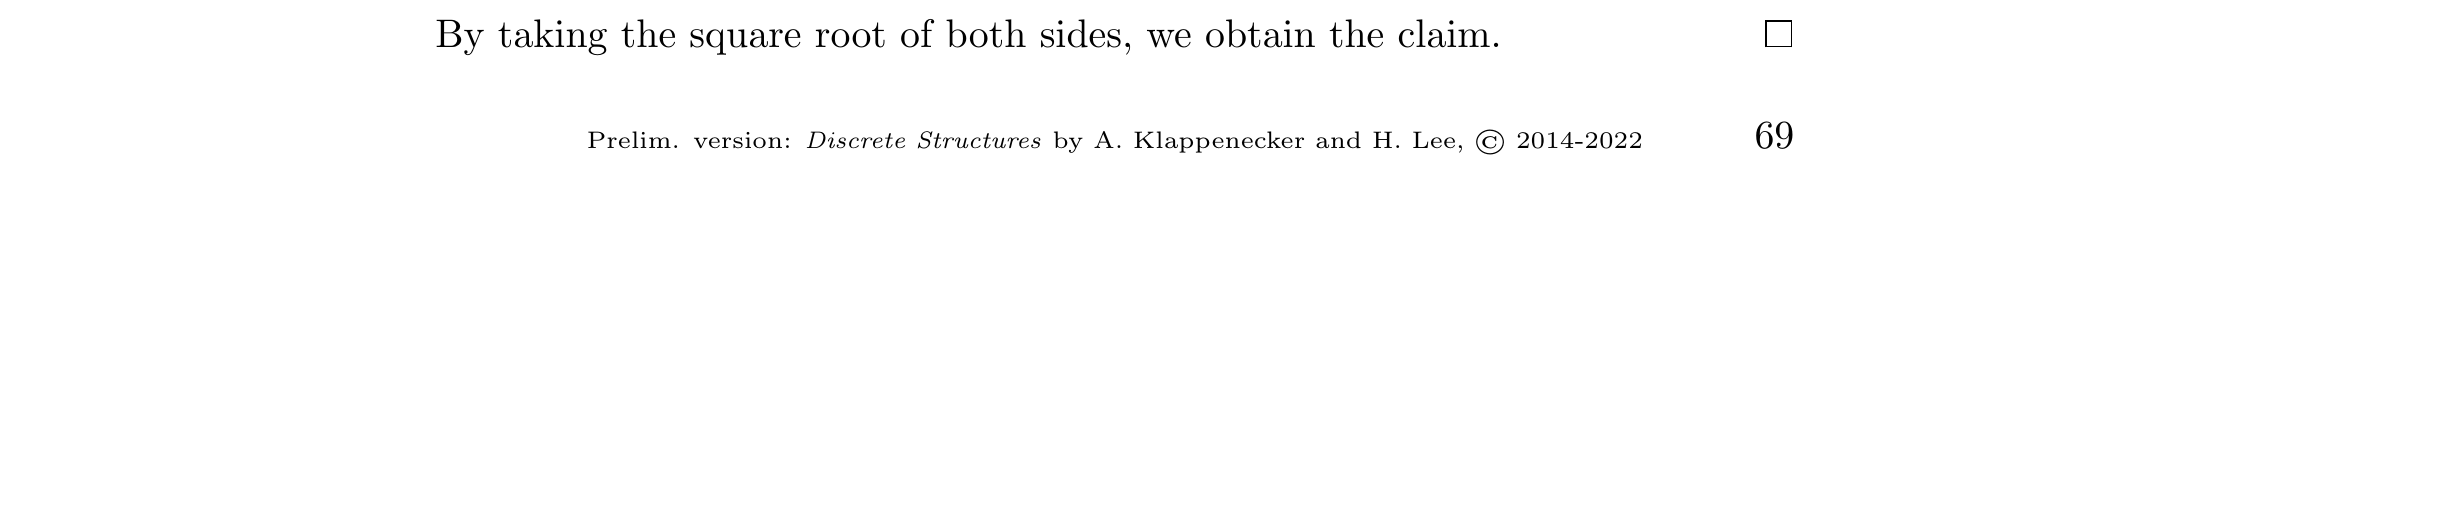 By taking the square root of both sides, we obtain the claim. □
Prelim. version: Discrete Structures by A. Klappenecker and H. Lee, © 2014-2022 69